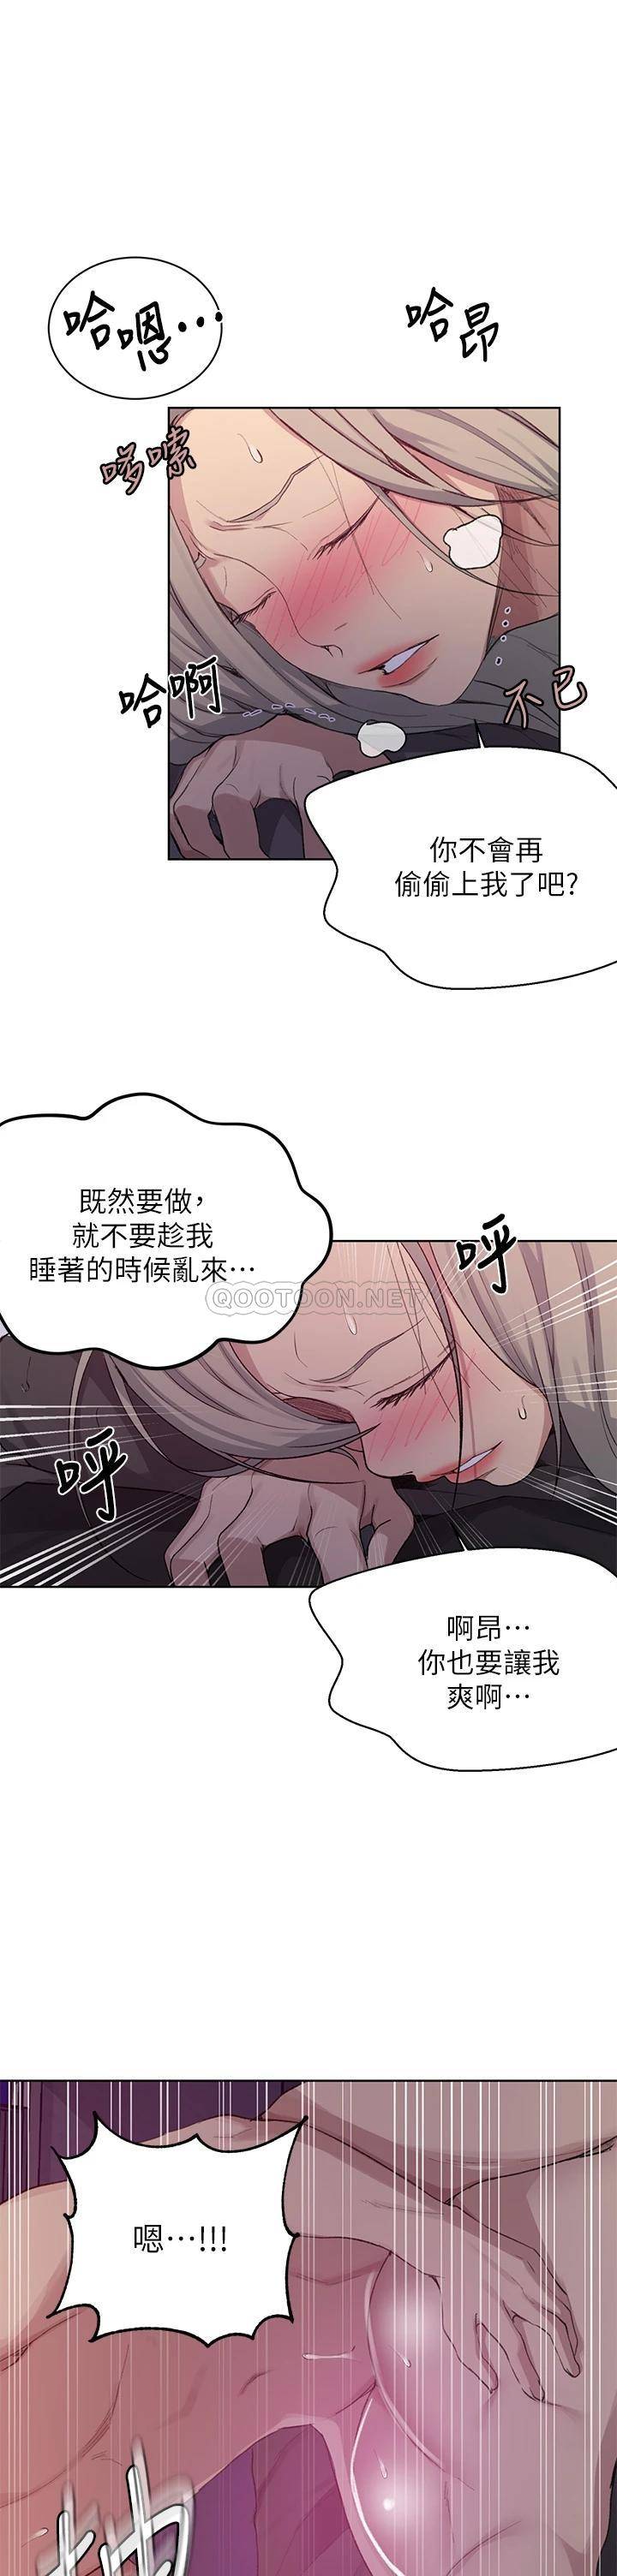 哈嗯…
哈昂
哆嗦
不已
哈啊
你不會再
偷偷上我了吧?
既然要做，
就不要趁我
睡著的時候亂來…
呼
QOOTOON.NET
呼
啊昂…
你也要讓我
爽啊…
嗯…!!!